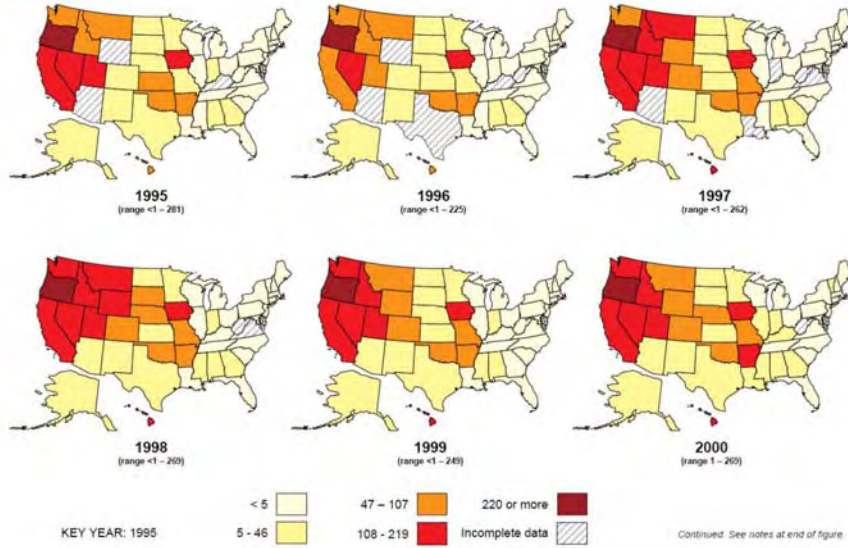 1995
(range <1 – 281)
1996
(range <1 – 225)
1997
(range <1 – 262)
1998
(range <1 – 269)
1999
(range <1 – 249)
2000
(range 1 – 269)
KEY YEAR: 1995
< 5
5 - 46
47 – 107
108 - 219
220 or more
Incomplete data
Continued. See notes at end of figure